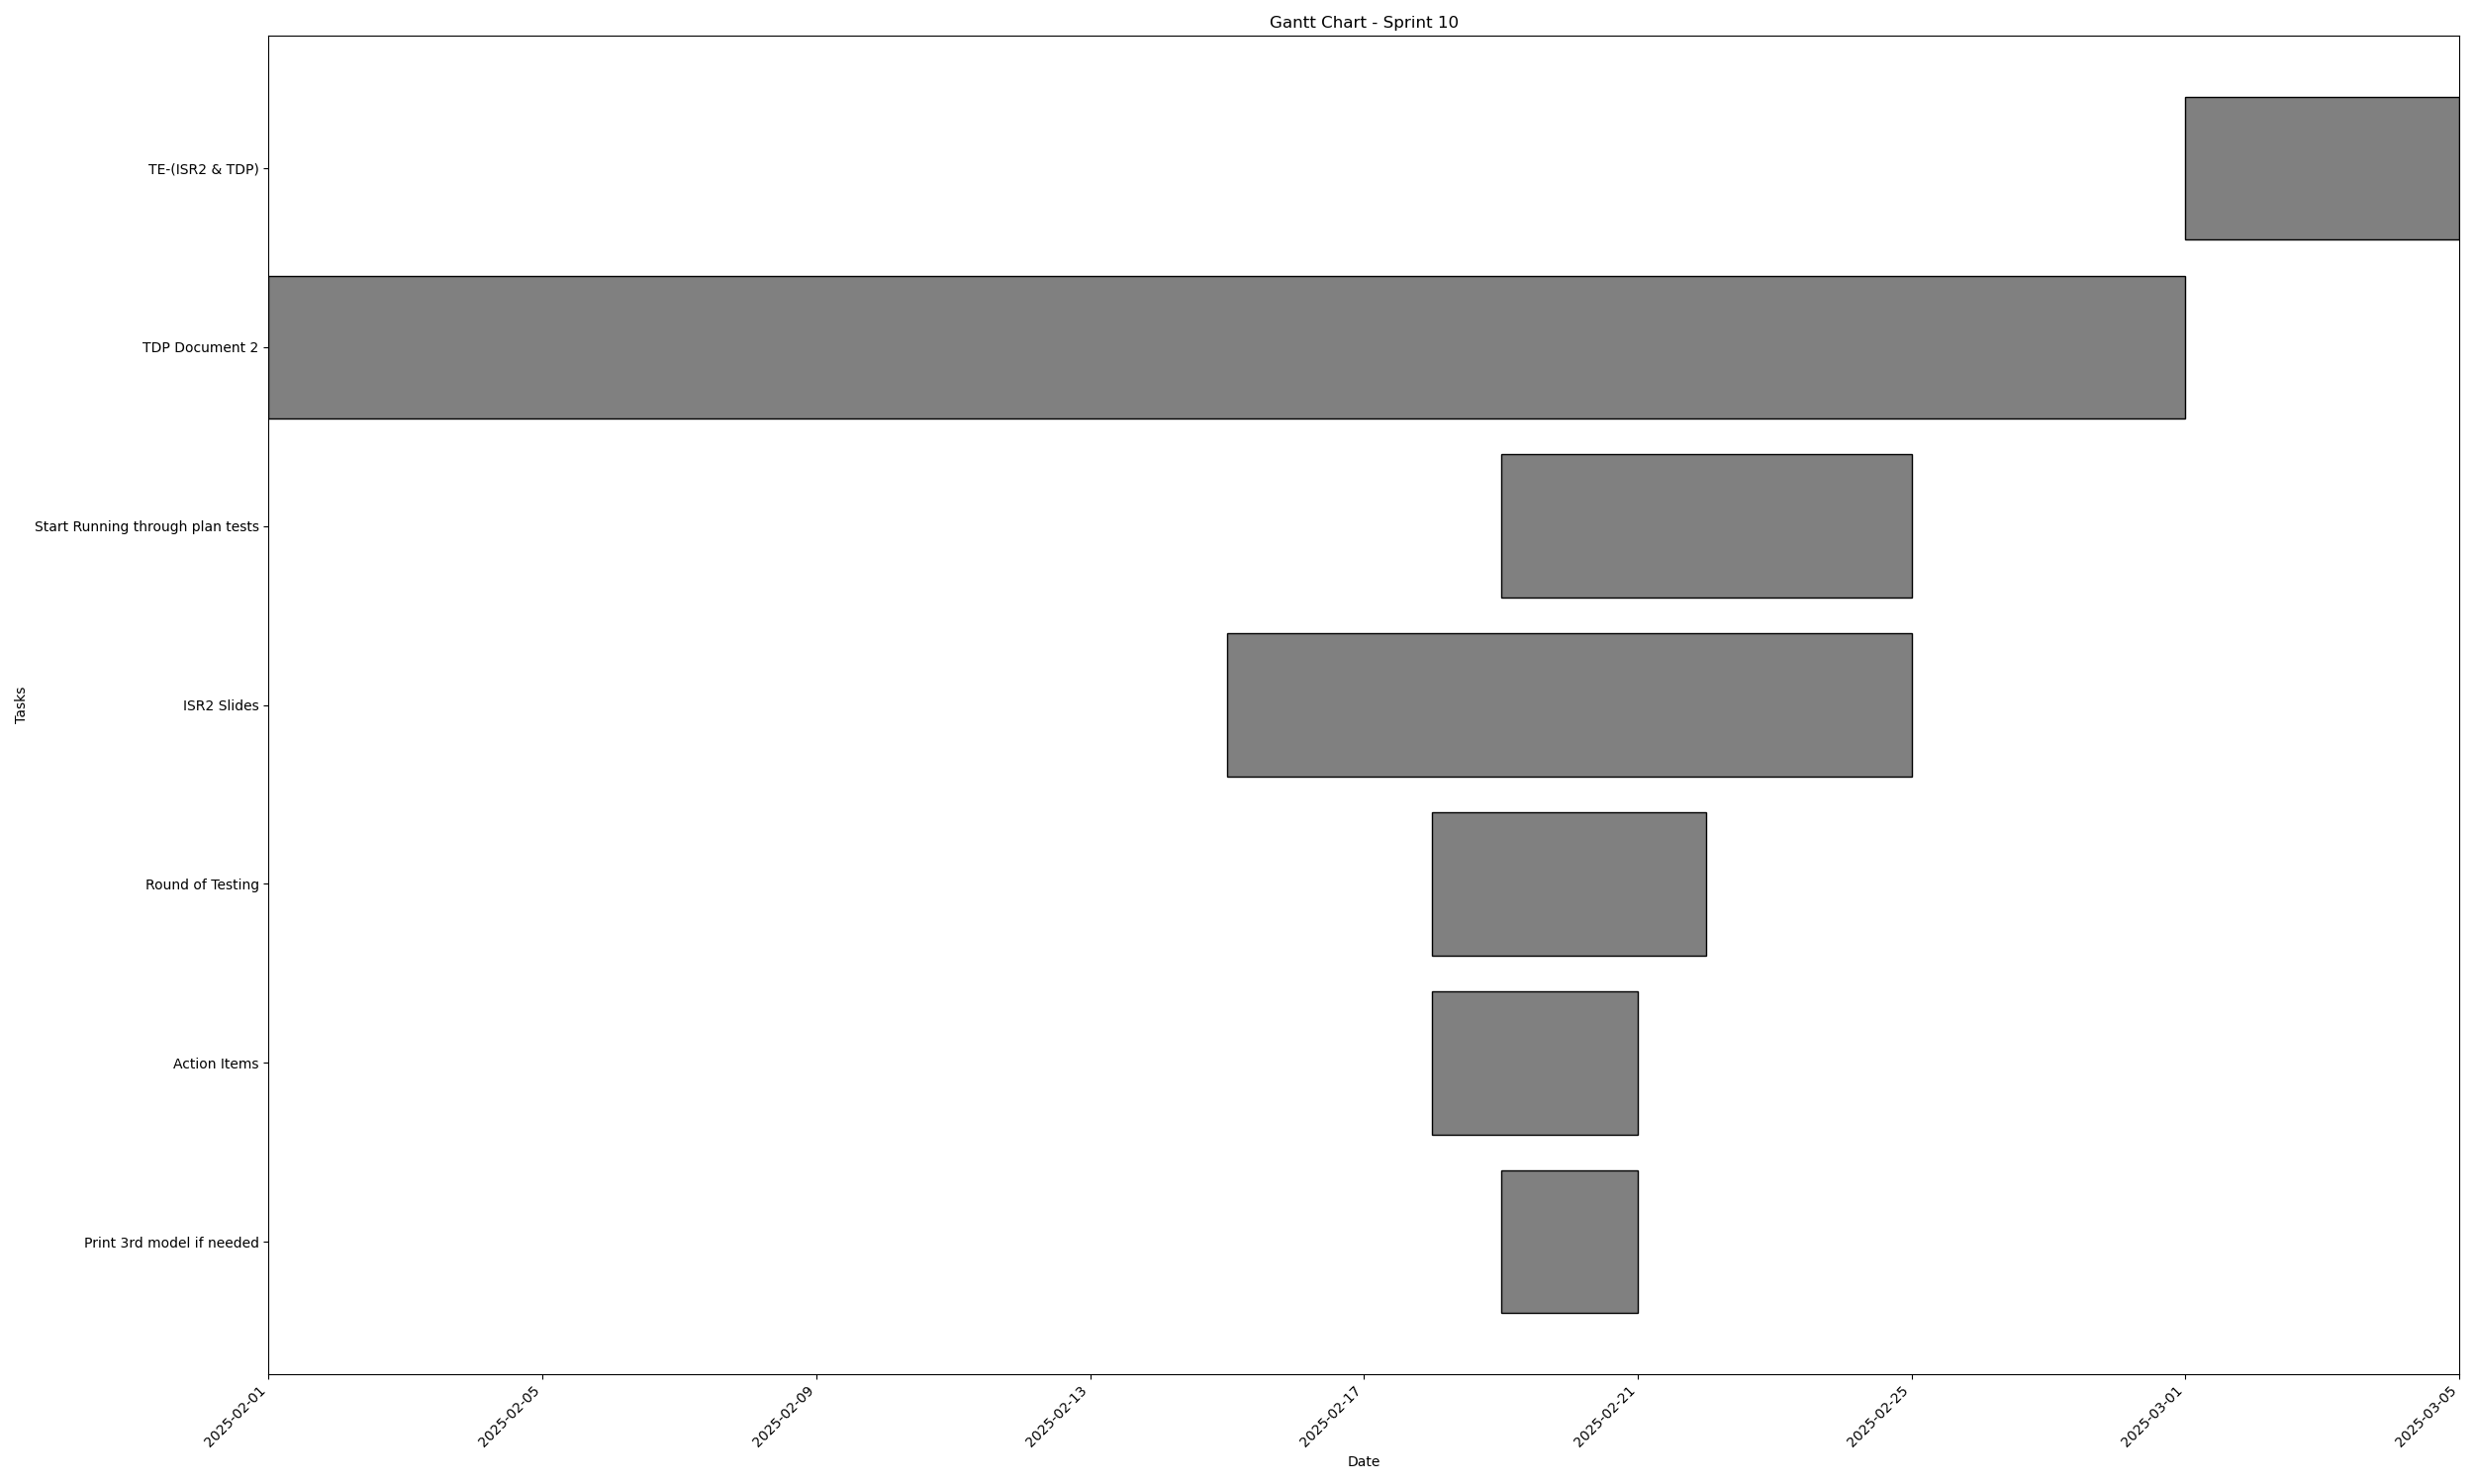 Gantt Chart - Sprint 10
TE-(ISR2 & TDP)
TDP Document 2
Start Running through plan tests
ISR2 Slides
Round of Testing
Action Items
Print 3rd model if needed
Tasks
2025-02-01
2025-02-05
2025-02-09
2025-02-13
2025-02-17
2025-02-21
2025-02-25
2025-03-01
2025-03-05
Date